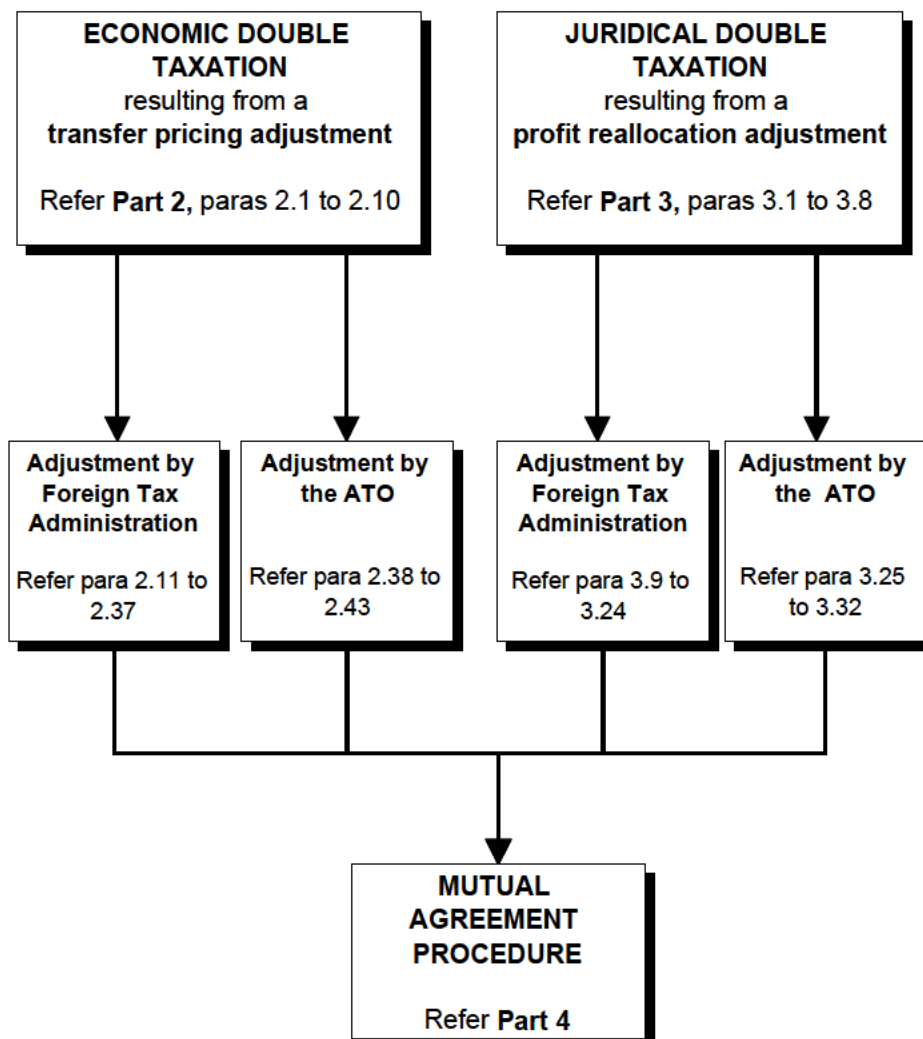 ECONOMIC DOUBLE
TAXATION
resulting from a
transfer pricing adjustment
Refer Part 2, paras 2.1 to 2.10
JURIDICAL DOUBLE
TAXATION
resulting from a
profit reallocation adjustment
Refer Part 3, paras 3.1 to 3.8
Adjustment by
Foreign Tax
Administration
Refer para 2.11 to
2.37
Adjustment by
the ATO
Refer para 2.38 to
2.43
Adjustment by
Foreign Tax
Administration
Refer para 3.9 to
3.24
Adjustment by
the ATO
Refer para 3.25
to 3.32
MUTUAL
AGREEMENT
PROCEDURE
Refer Part 4